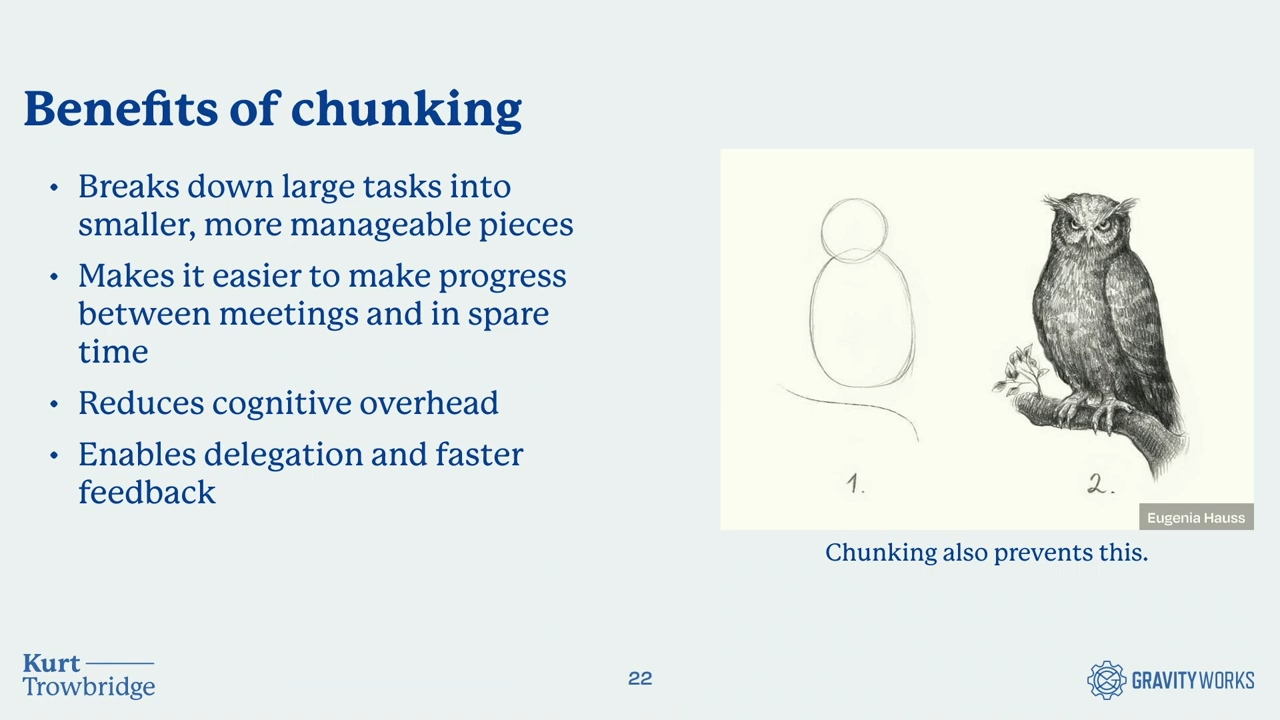 Benefits of chunking
• Breaks down large tasks into
smaller, more manageable pieces
• Makes it easier to make progress
between meetings and in spare
time
• Reduces cognitive overhead
• Enables delegation and faster
feedback
1.
2.
Eugenia Hauss
Chunking also prevents this.
Kurt
Trowbridge
22
GRAVITYWORKS